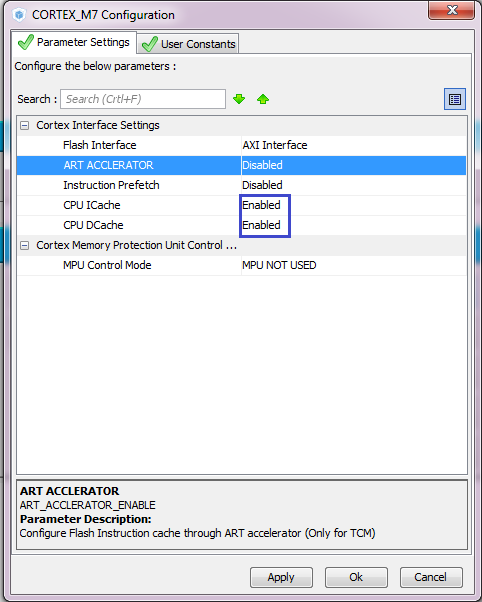 CORTEX_M7 Configuration
Parameter Settings User Constants
Configure the below parameters :
Search : Search (Crtl+F)
Cortex Interface Settings
Flash Interface AXI Interface
ART ACCLERATOR Disabled
Instruction Prefetch Disabled
CPU ICache Enabled
CPU DCache Enabled
Cortex Memory Protection Unit Control ...
MPU Control Mode MPU NOT USED
ART ACCLERATOR
ART_ACCLERATOR_ENABLE
Parameter Description:
Configure Flash Instruction cache through ART accelerator (Only for TCM)
Apply Ok Cancel